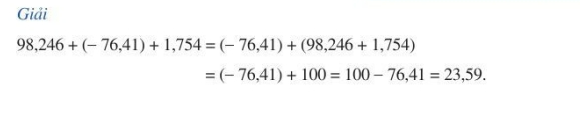 Giải
98,246 + (– 76,41) + 1,754 = (– 76,41) + (98,246 + 1,754)
= (– 76,41) + 100 = 100 – 76,41 = 23,59.